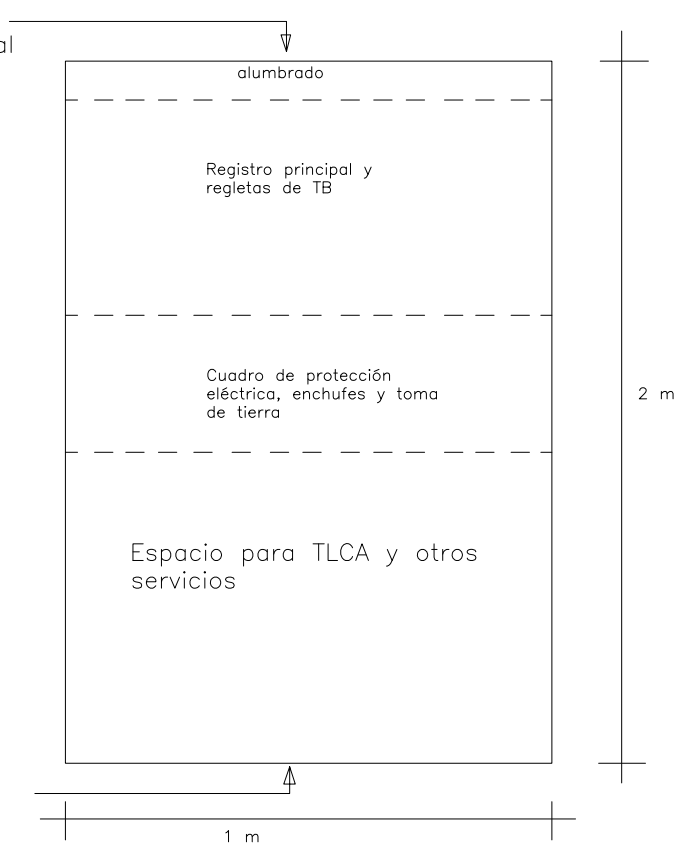 al
alumbrado
Registro principal y
regletas de TB
Cuadro de protección
eléctrica, enchufes y toma
de tierra
2 m
Espacio para TLCA y otros
servicios
1 m